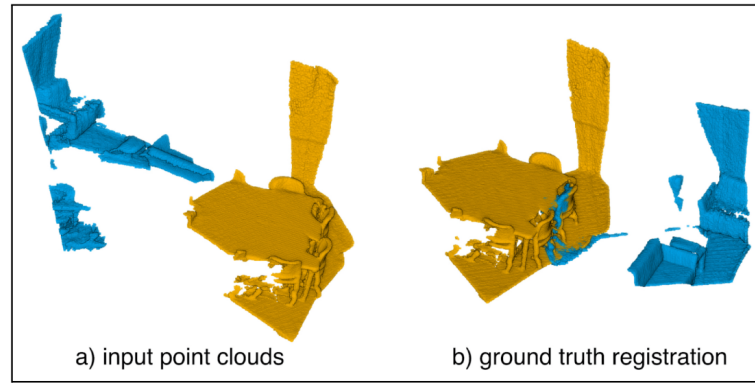 a) input point clouds
b) ground truth registration